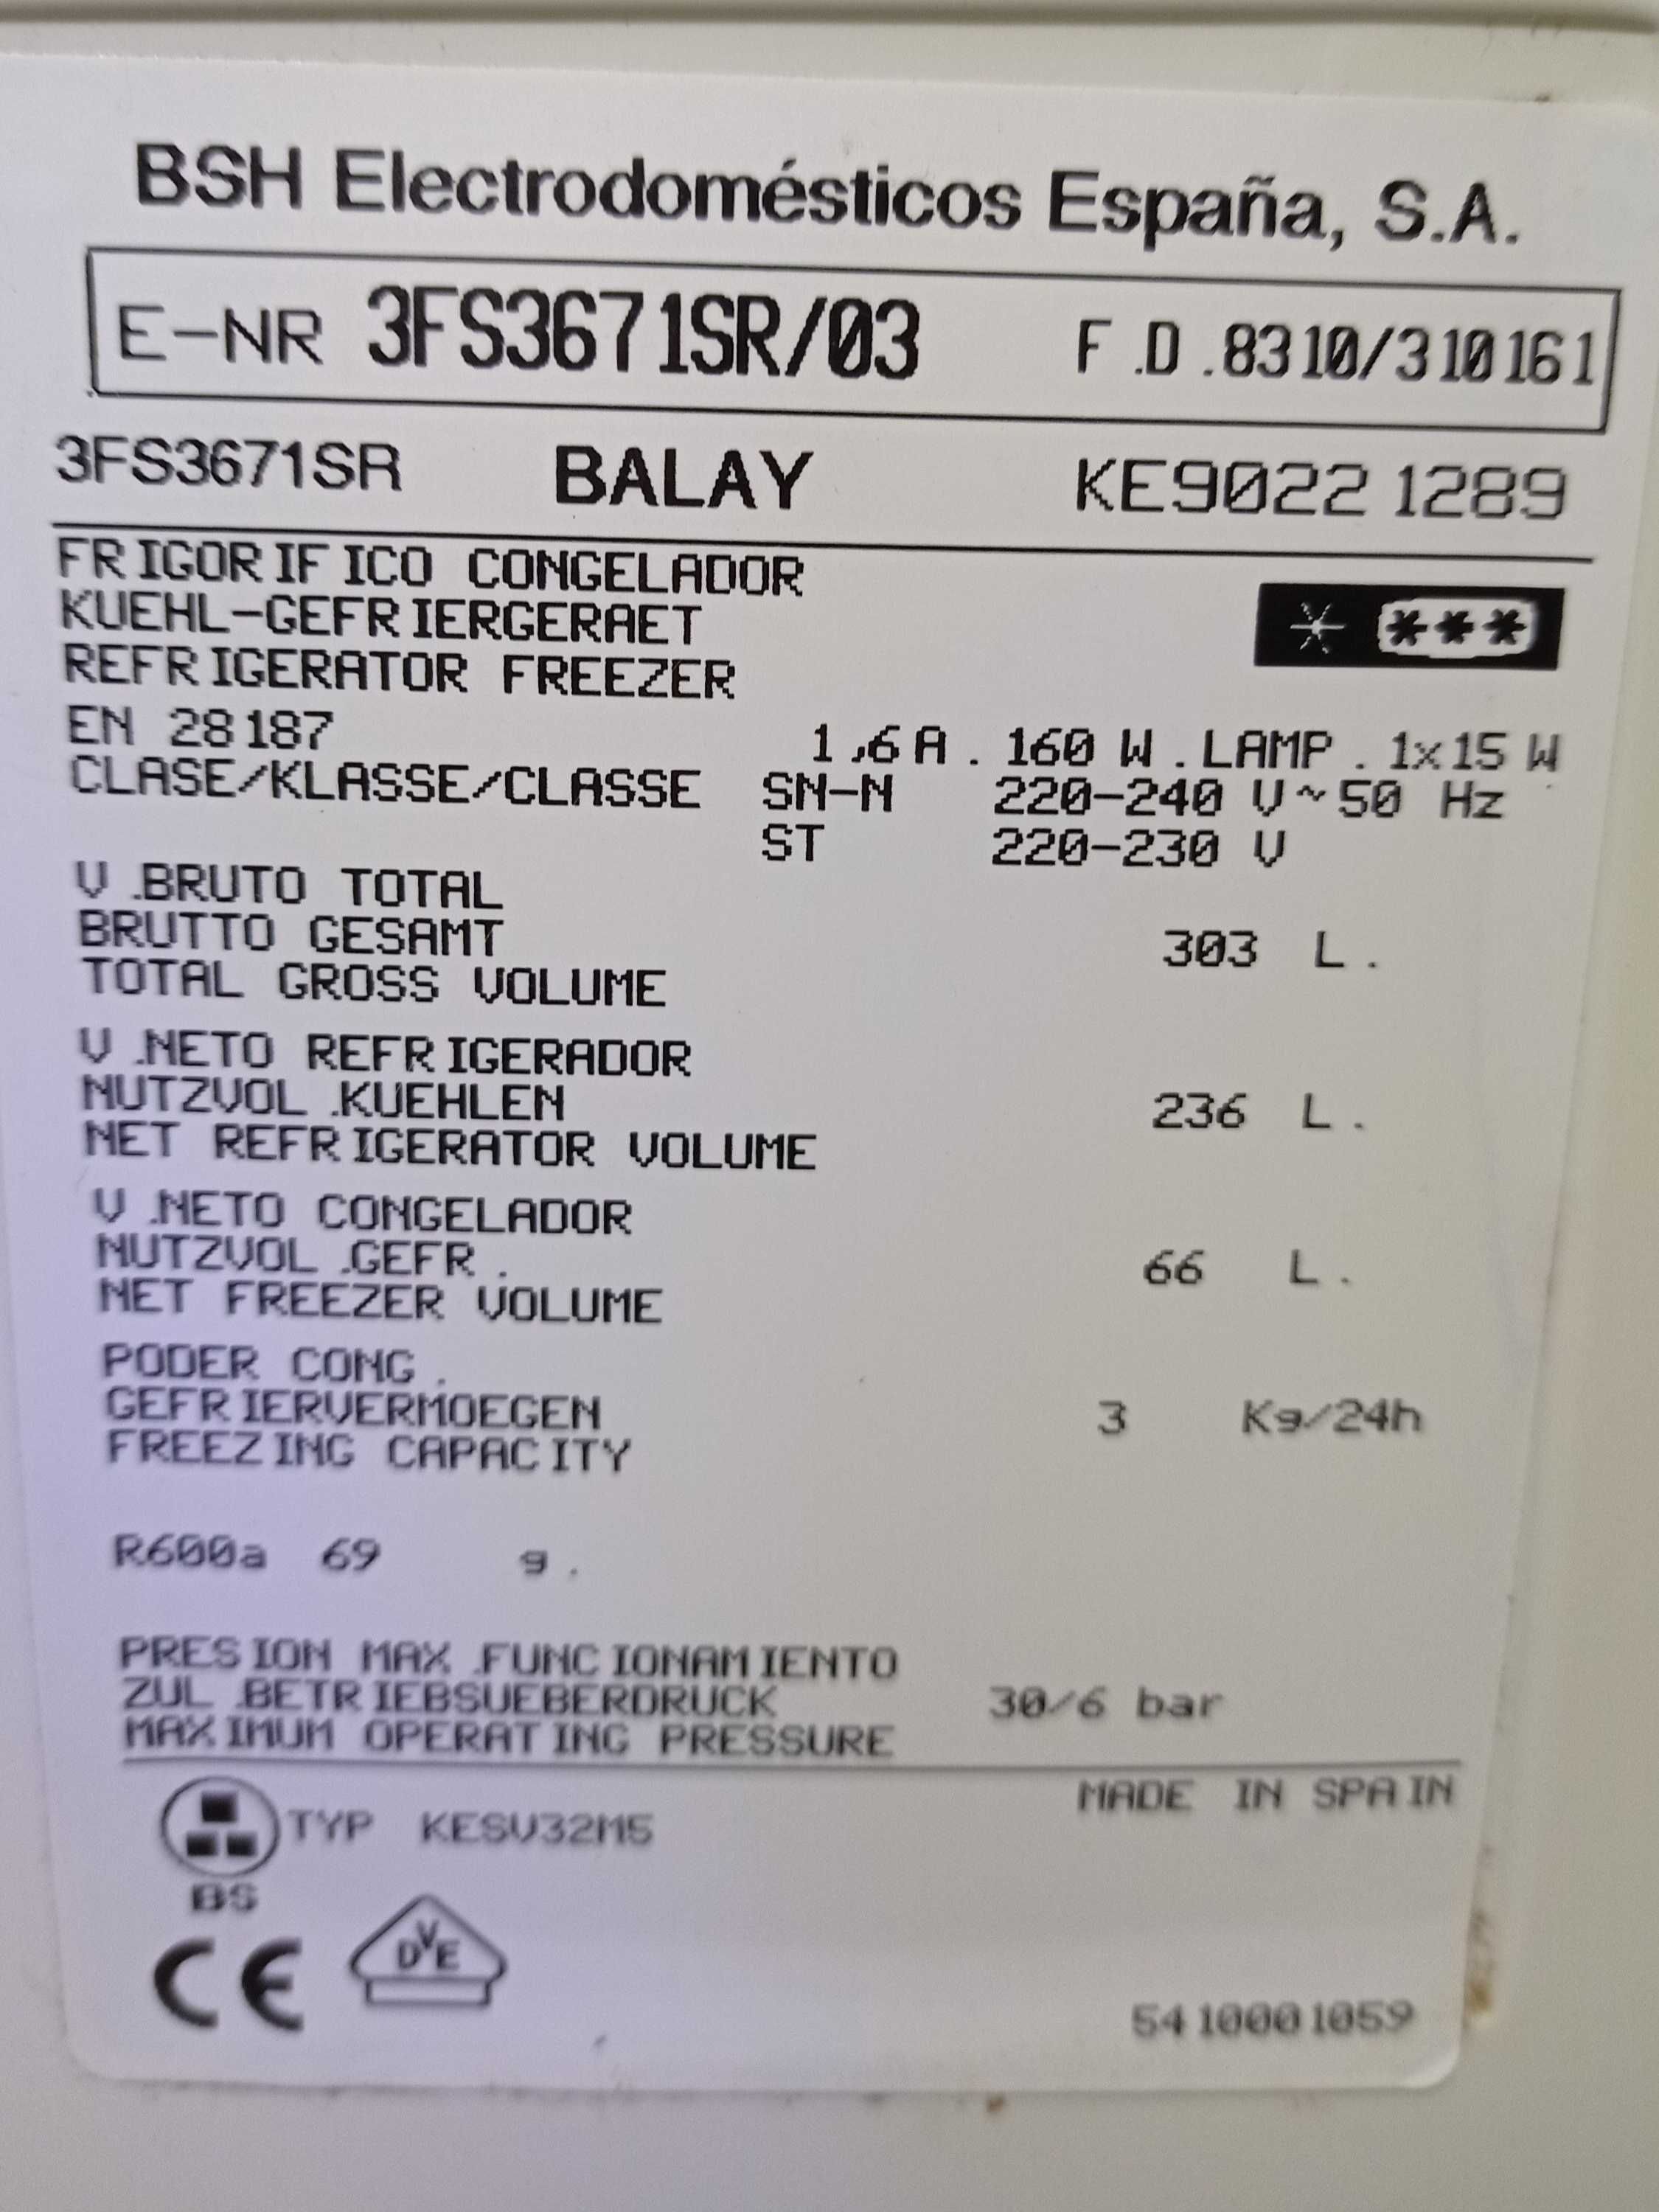 BSH Electrodomésticos España, S.A.
E-NR 3FS3671SR/03 F.D.8310/310161
3FS3671SR BALAY KE9022 1289
FRIGORIFICO CONGELADOR
KUEHL-GEFRIERGERAET
REFRIGERATOR FREEZER
* ***
EN 28187 1,6A.160 W.LAMP. 1x15 W
CLASE/KLASSE/CLASSE SN-N 220-240 V~50 Hz
ST 220-230 V
V.BRUTO TOTAL
BRUTTO GESAMT 303 L.
TOTAL GROSS VOLUME
V.NETO REFRIGERADOR
NUTZVOL.KUEHLEN 236 L.
NET REFRIGERATOR VOLUME
V.NETO CONGELADOR
NUTZVOL.GEFR. 66 L.
NET FREEZER VOLUME
PODER CONG.
GEFRIERVERMOEGEN 3 Kg/24h
FREEZING CAPACITY
R600a 69 g.
PRESION MAX.FUNCIONAMIENTO
ZUL.BETRIEBSUEBERDRUCK 30/6 bar
MAXIMUM OPERATING PRESSURE
MADE IN SPAIN
TYP KESV32M5
BS
CE DVE
5410001059